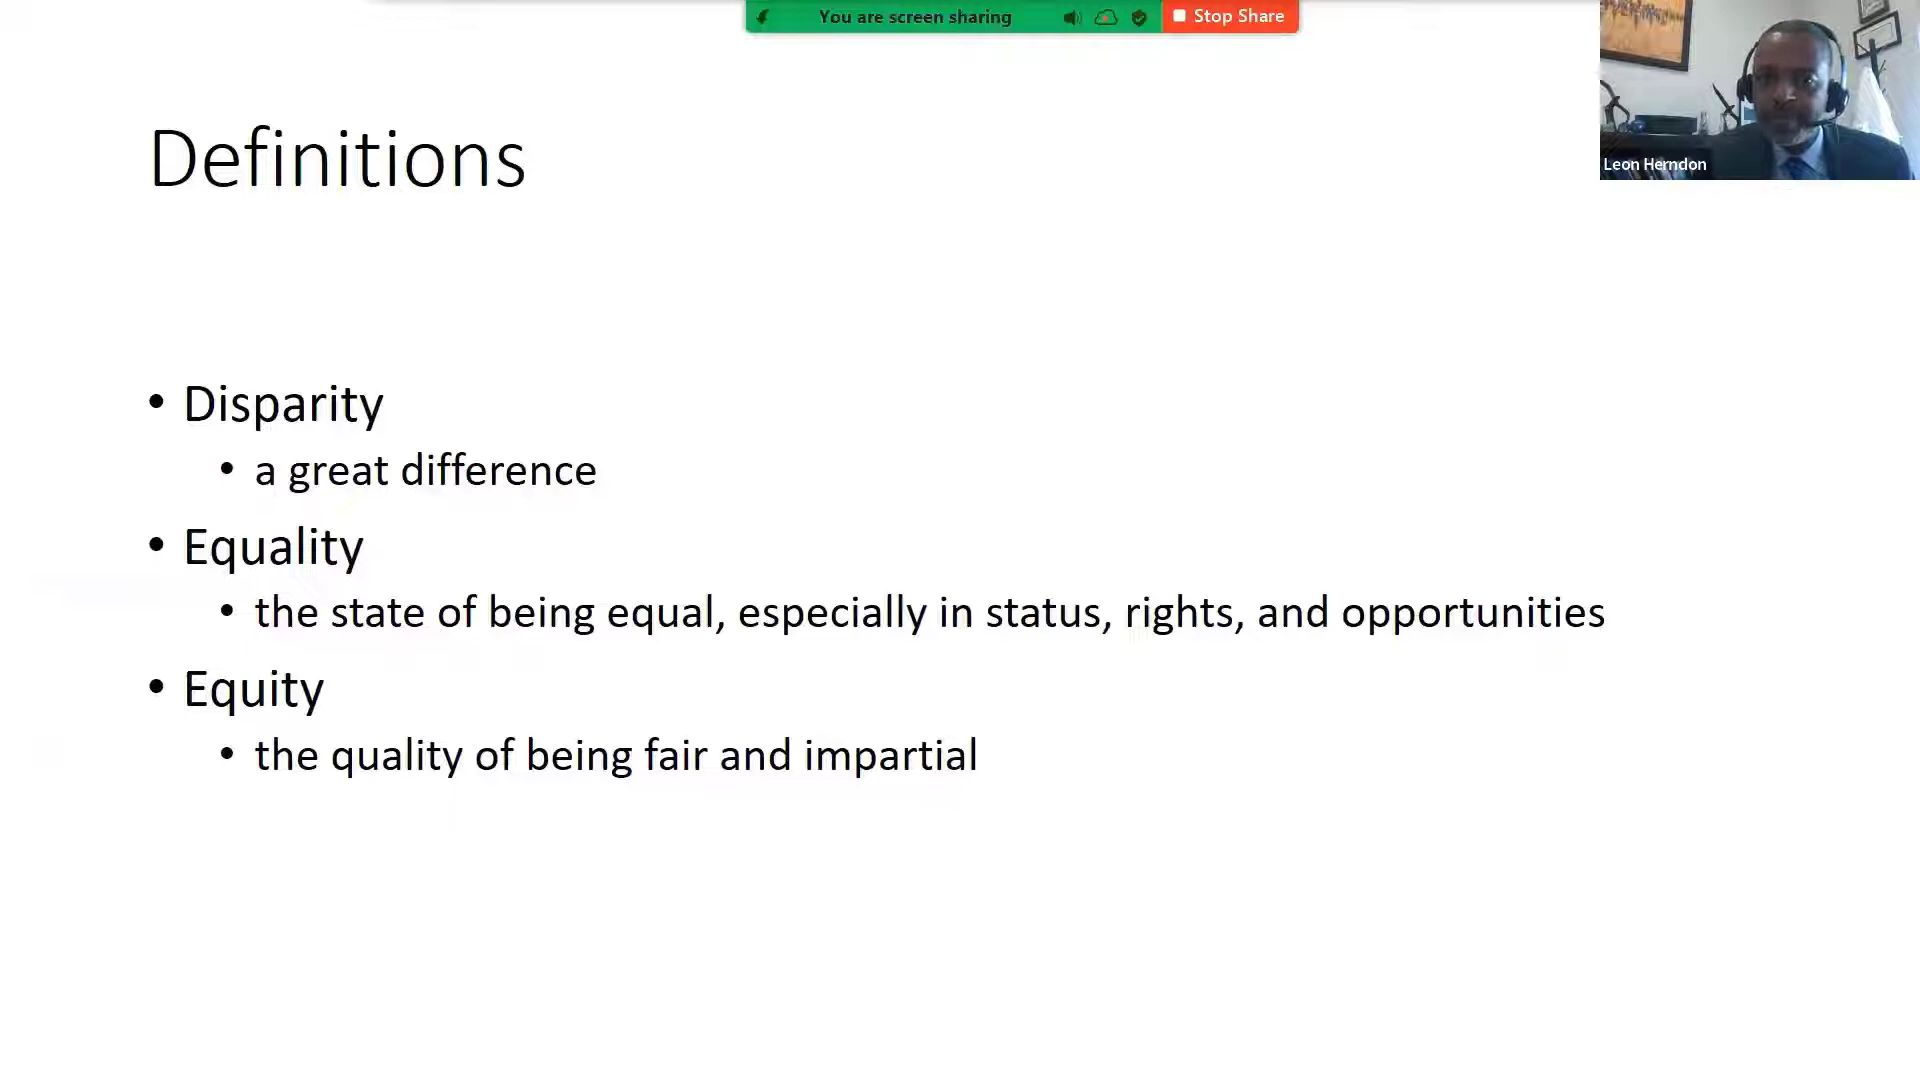 You are screen sharing
Stop Share
Leon Herndon
Definitions
• Disparity
• a great difference
• Equality
• the state of being equal, especially in status, rights, and opportunities
• Equity
• the quality of being fair and impartial